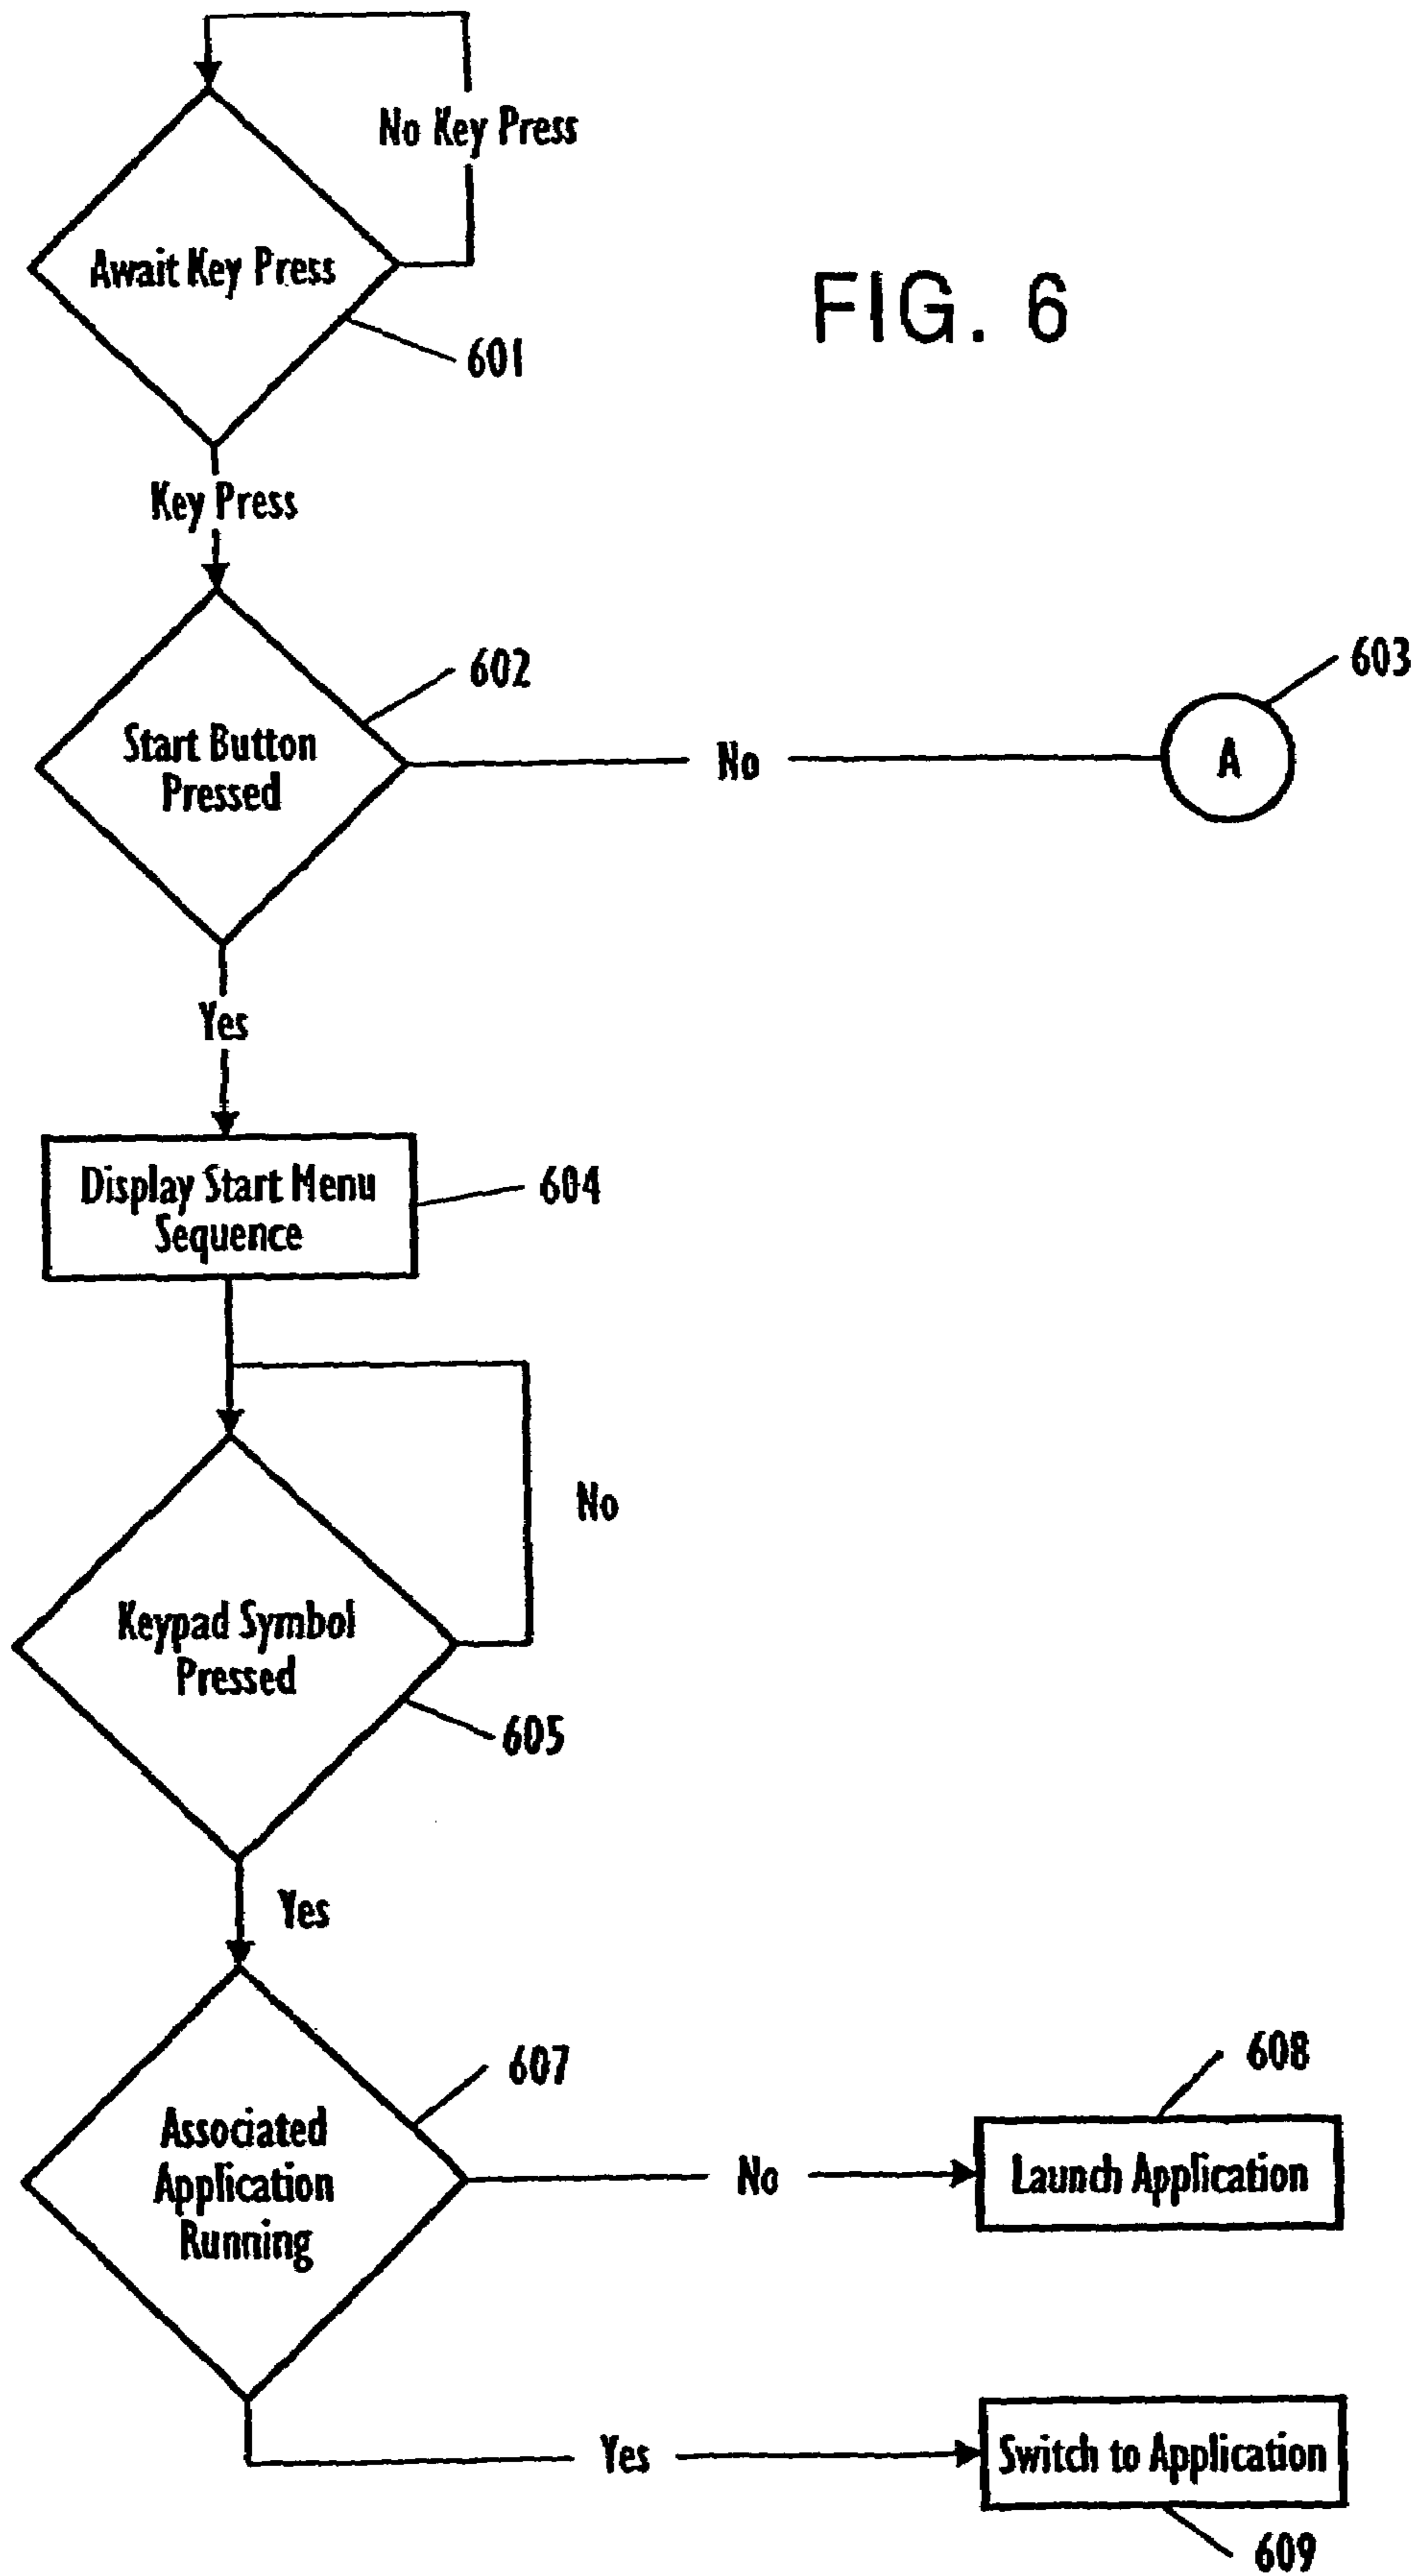 No Key Press
Await Key Press
FIG. 6
601
Key Press
602
603
Start Button
Pressed
No
A
Yes
Display Start Menu
Sequence
604
No
Keypad Symbol
Pressed
605
Yes
607
608
Associated
Application
Running
No
Launch Application
Yes
Switch to Application
609